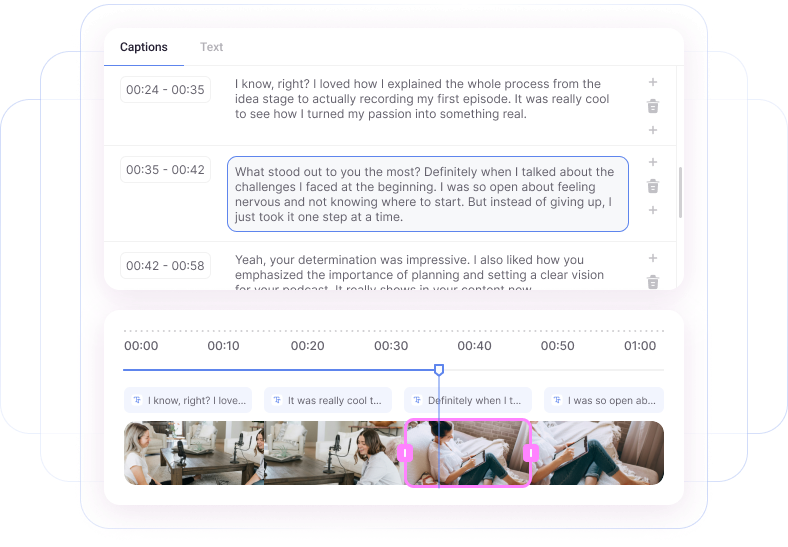 Captions Text
00:24 - 00:35
I know, right? I loved how I explained the whole process from the
idea stage to actually recording my first episode. It was really cool
to see how I turned my passion into something real.
00:35 - 00:42
What stood out to you the most? Definitely when I talked about the
challenges I faced at the beginning. I was so open about feeling
nervous and not knowing where to start. But instead of giving up, I
just took it one step at a time.
00:42 - 00:58
Yeah, your determination was impressive. I also liked how you
emphasized the importance of planning and setting a clear vision
for your podcast. It really shows in your content now.
00:00 00:10 00:20 00:30 00:40 00:50 01:00
I know, right? I love... It was really cool t... Definitely when I t... I was so open ab...